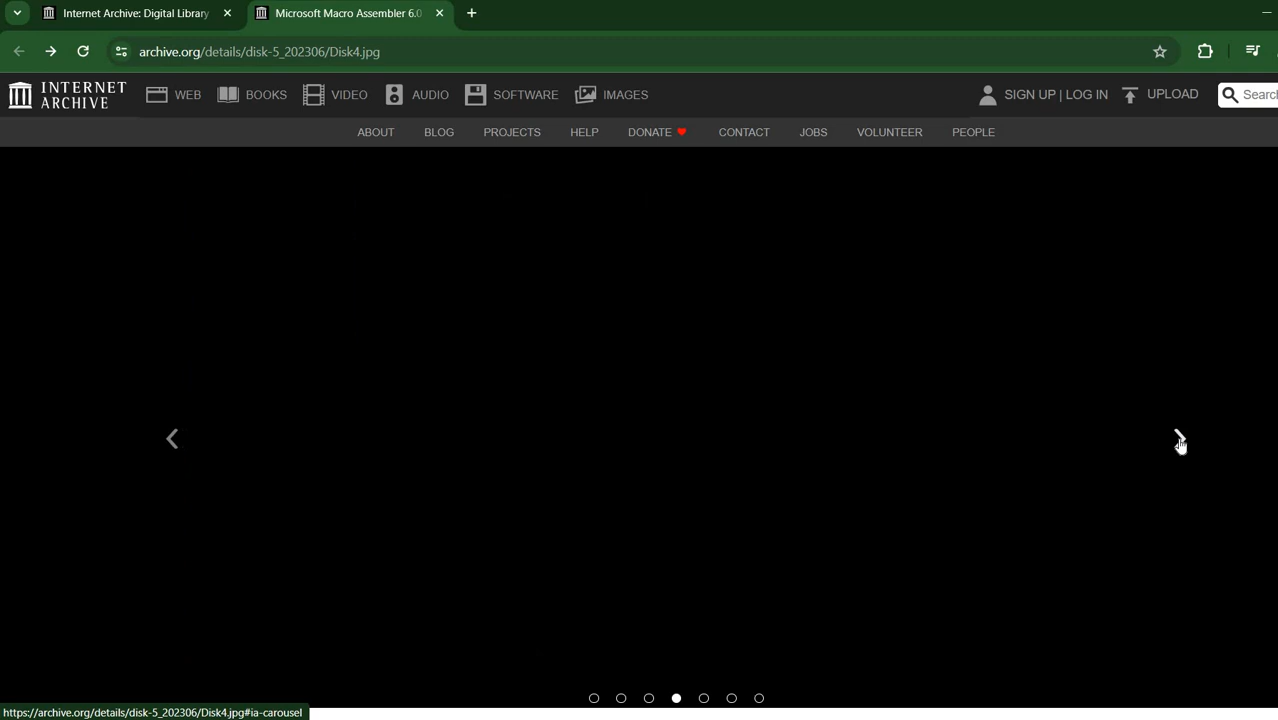 Internet Archive: Digital Library
Microsoft Macro Assembler 6.0
archive.org/details/disk-5_202306/Disk4.jpg
INTERNET
ARCHIVE
WEB BOOKS VIDEO AUDIO SOFTWARE IMAGES SIGN UP | LOG IN UPLOAD Search
ABOUT BLOG PROJECTS HELP DONATE CONTACT JOBS VOLUNTEER PEOPLE
https://archive.org/details/disk-5_202306/Disk4.jpg#ia-carousel